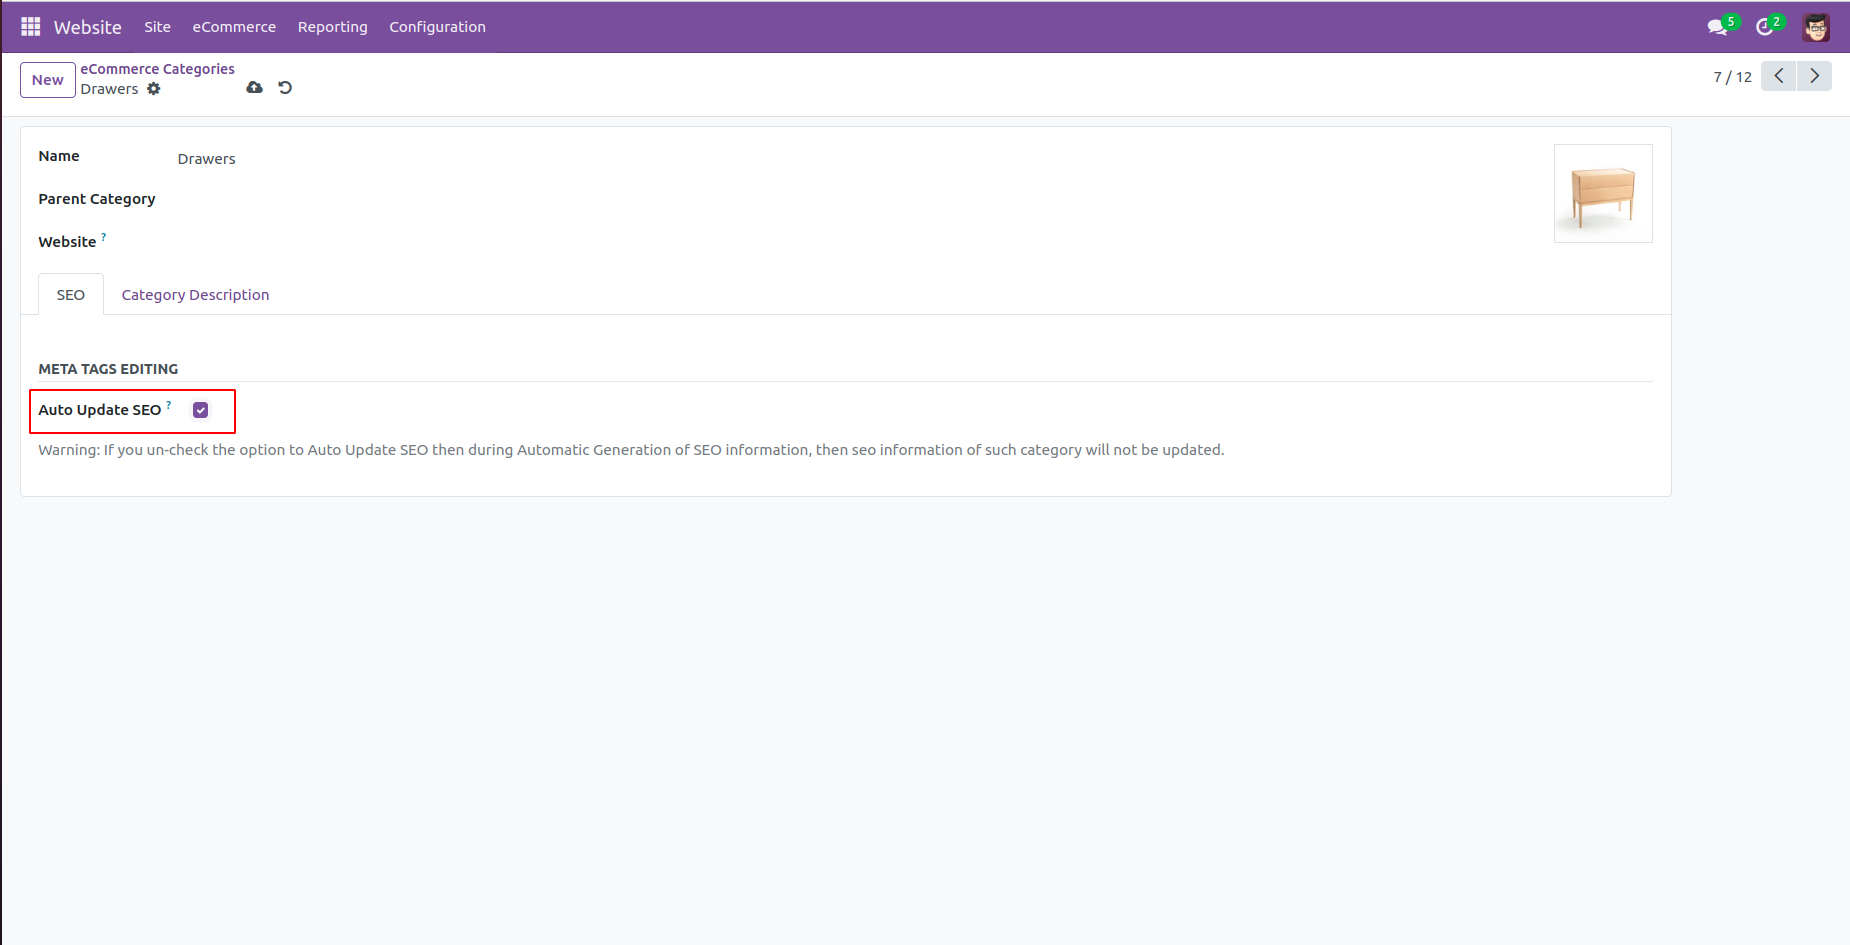 Website Site eCommerce Reporting Configuration 5 2
New eCommerce Categories
Drawers
7 / 12
Name Drawers
Parent Category
Website ?
SEO Category Description
META TAGS EDITING
Auto Update SEO ?
Warning: If you un-check the option to Auto Update SEO then during Automatic Generation of SEO information, then seo information of such category will not be updated.